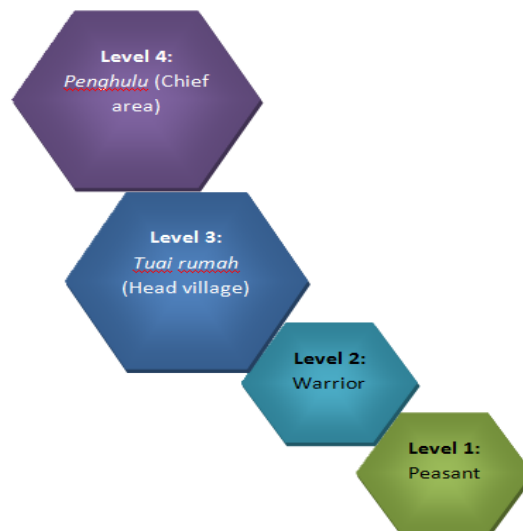 Level 4:
Penghulu (Chief
area)
Level 3:
Tuai rumah
(Head village)
Level 2:
Warrior
Level 1:
Peasant